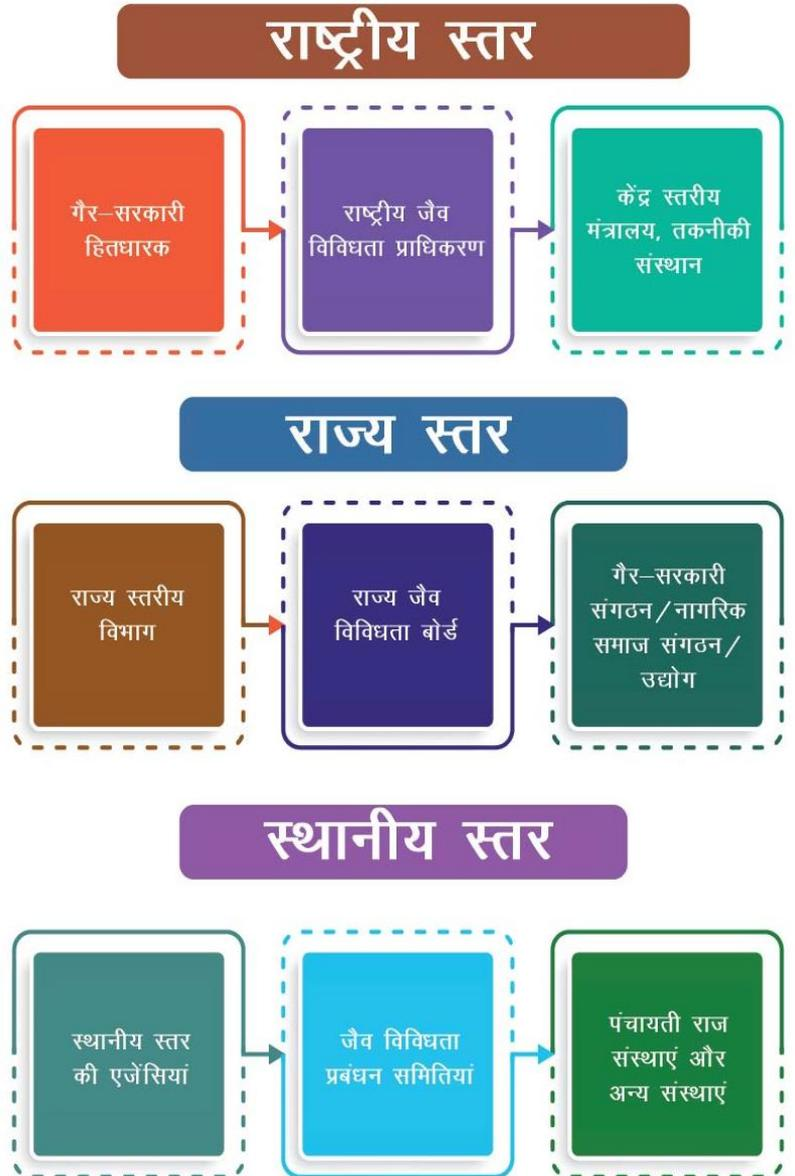 राष्ट्रीय स्तर
गैर–सरकारी
हितधारक
राष्ट्रीय जैव
विविधता प्राधिकरण
केंद्र स्तरीय
मंत्रालय, तकनीकी
संस्थान
राज्य स्तर
राज्य स्तरीय
विभाग
राज्य जैव
विविधता बोर्ड
गैर–सरकारी
संगठन/नागरिक
समाज संगठन/
उद्योग
स्थानीय स्तर
स्थानीय स्तर
की एजेंसियां
जैव विविधता
प्रबंधन समितियां
पंचायती राज
संस्थाएं और
अन्य संस्थाएं